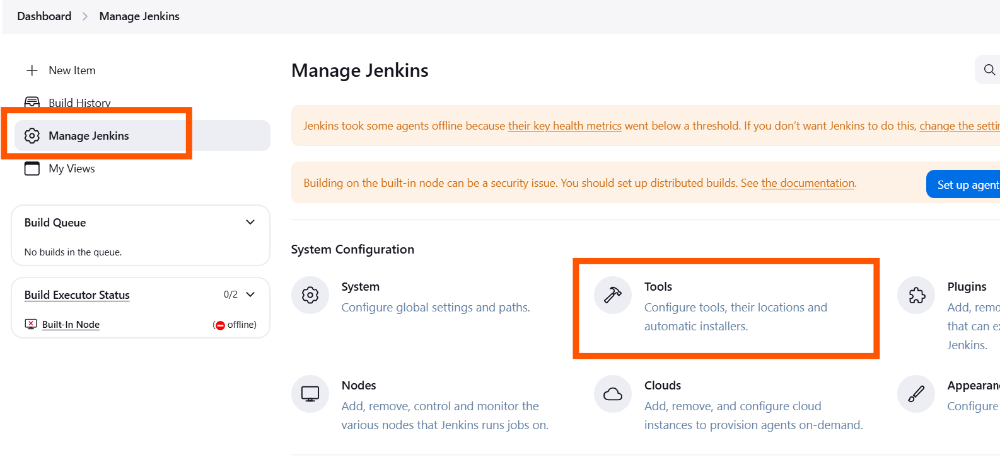 Dashboard > Manage Jenkins
New Item
Build History
Manage Jenkins
My Views
Build Queue
No builds in the queue.
Build Executor Status 0/2
Built-In Node (offline)
Manage Jenkins
Jenkins took some agents offline because their key health metrics went below a threshold. If you don’t want Jenkins to do this, change the settin
Building on the built-in node can be a security issue. You should set up distributed builds. See the documentation.
Set up agent
System Configuration
System
Configure global settings and paths.
Tools
Configure tools, their locations and
automatic installers.
Plugins
Add, remo
that can ex
Jenkins.
Nodes
Add, remove, control and monitor the
various nodes that Jenkins runs jobs on.
Clouds
Add, remove, and configure cloud
instances to provision agents on-demand.
Appearan
Configure